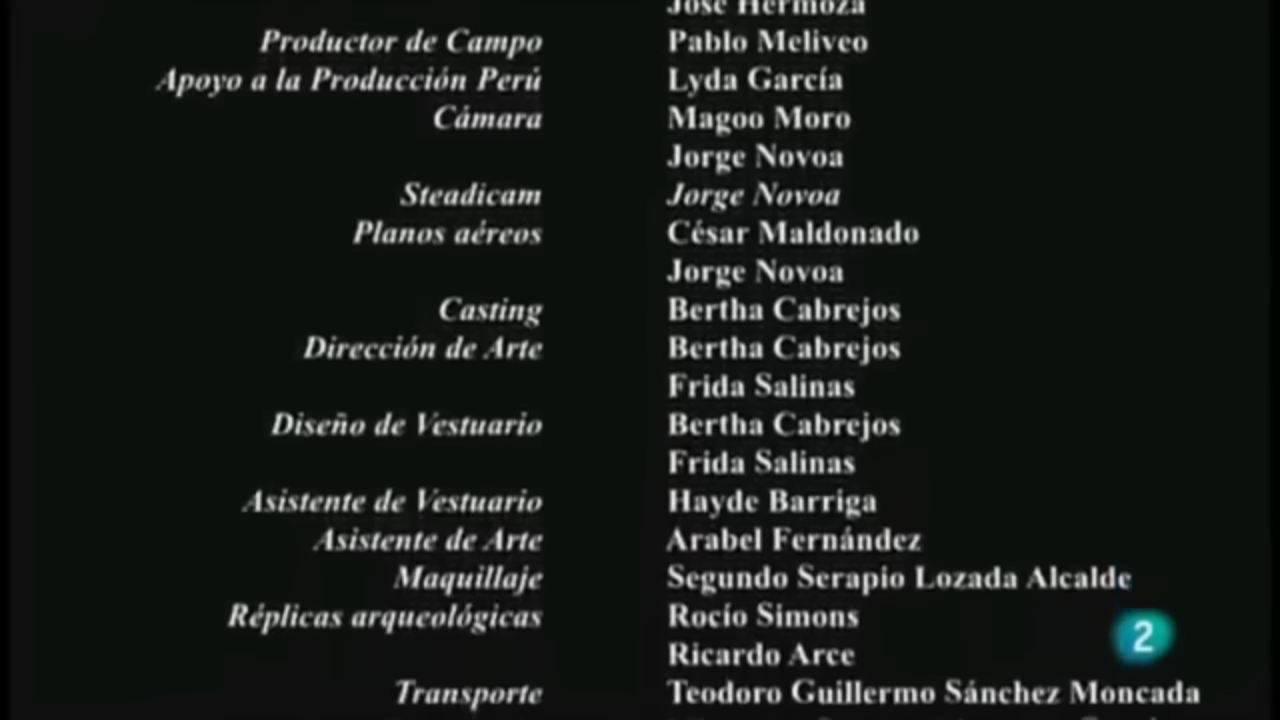 José Hermoza
Productor de Campo Pablo Meliveo
Apoyo a la Producción Perú Lyda García
Cámara Magoo Moro
Jorge Novoa
Steadicam Jorge Novoa
Planos aéreos César Maldonado
Jorge Novoa
Casting Bertha Cabrejos
Dirección de Arte Bertha Cabrejos
Frida Salinas
Diseño de Vestuario Bertha Cabrejos
Frida Salinas
Asistente de Vestuario Hayde Barriga
Asistente de Arte Arabel Fernández
Maquillaje Segundo Serapio Lozada Alcalde
Réplicas arqueológicas Rocío Simons
2
Ricardo Arce
Transporte Teodoro Guillermo Sánchez Moncada